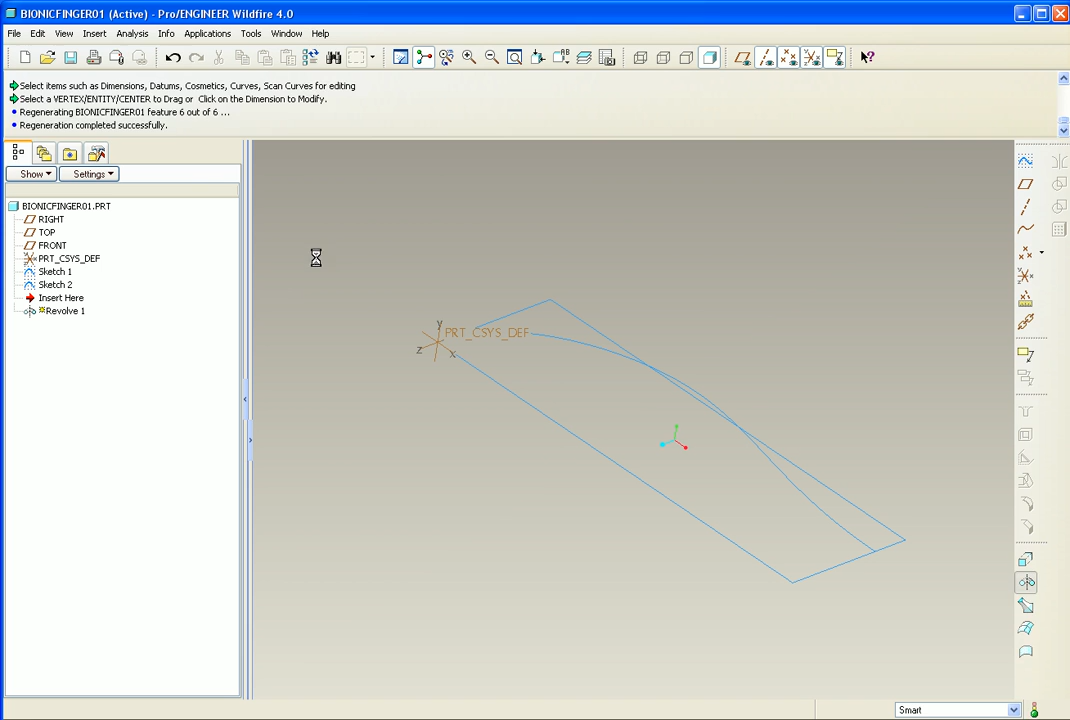 BIONICFINGER01 (Active) - Pro/ENGINEER Wildfire 4.0
File Edit View Insert Analysis Info Applications Tools Window Help
Select items such as Dimensions, Datums, Cosmetics, Curves, Scan Curves for editing
Select a VERTEX/ENTITY/CENTER to Drag or Click on the Dimension to Modify.
• Regenerating BIONICFINGER01 feature 6 out of 6 ...
• Regeneration completed successfully.
Show Settings
BIONICFINGER01.PRT
RIGHT
TOP
FRONT
PRT_CSYS_DEF
Sketch 1
Sketch 2
Insert Here
Revolve 1
y
PRT_CSYS_DEF
z x
Smart